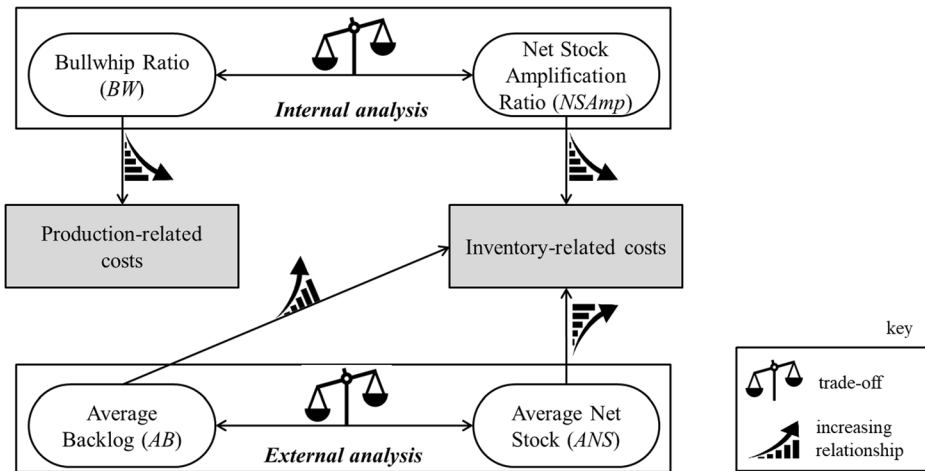 Bullwhip Ratio
(BW)
Net Stock
Amplification
Ratio (NSAmp)
Internal analysis
Production-related
costs
Inventory-related costs
key
trade-off
increasing
relationship
Average
Backlog (AB)
Average Net
Stock (ANS)
External analysis